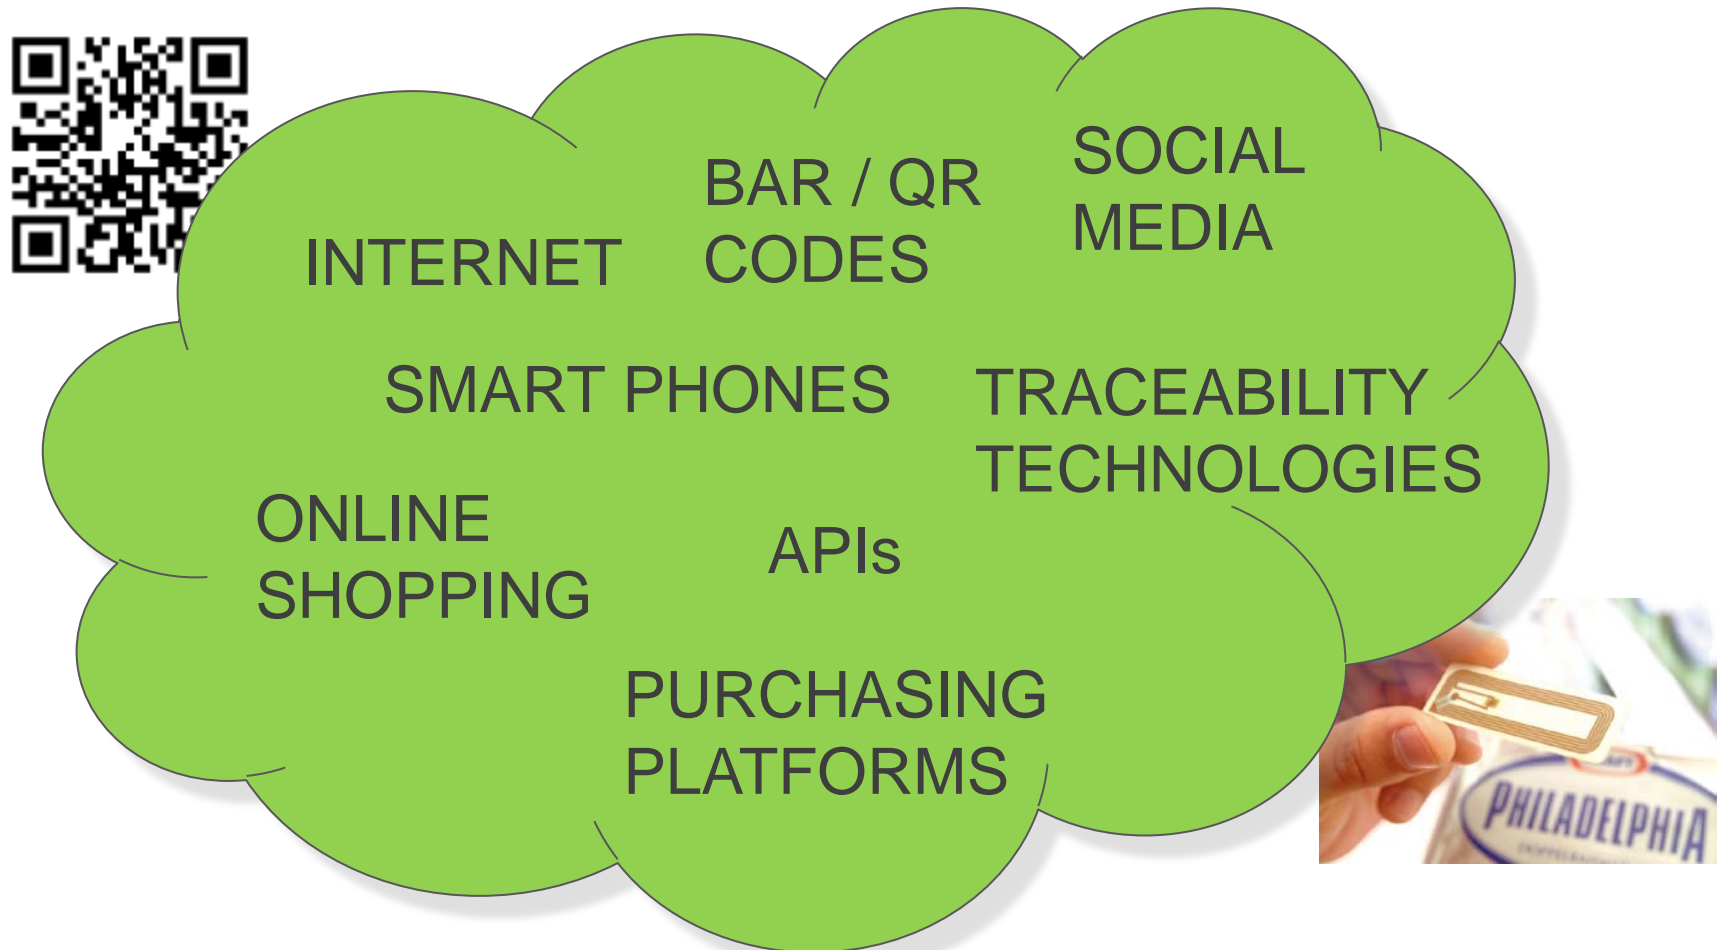 BAR / QR
CODES
SOCIAL
MEDIA
INTERNET
SMART PHONES
TRACEABILITY
TECHNOLOGIES
ONLINE
SHOPPING
APIs
PURCHASING
PLATFORMS
PHILADELPHIA